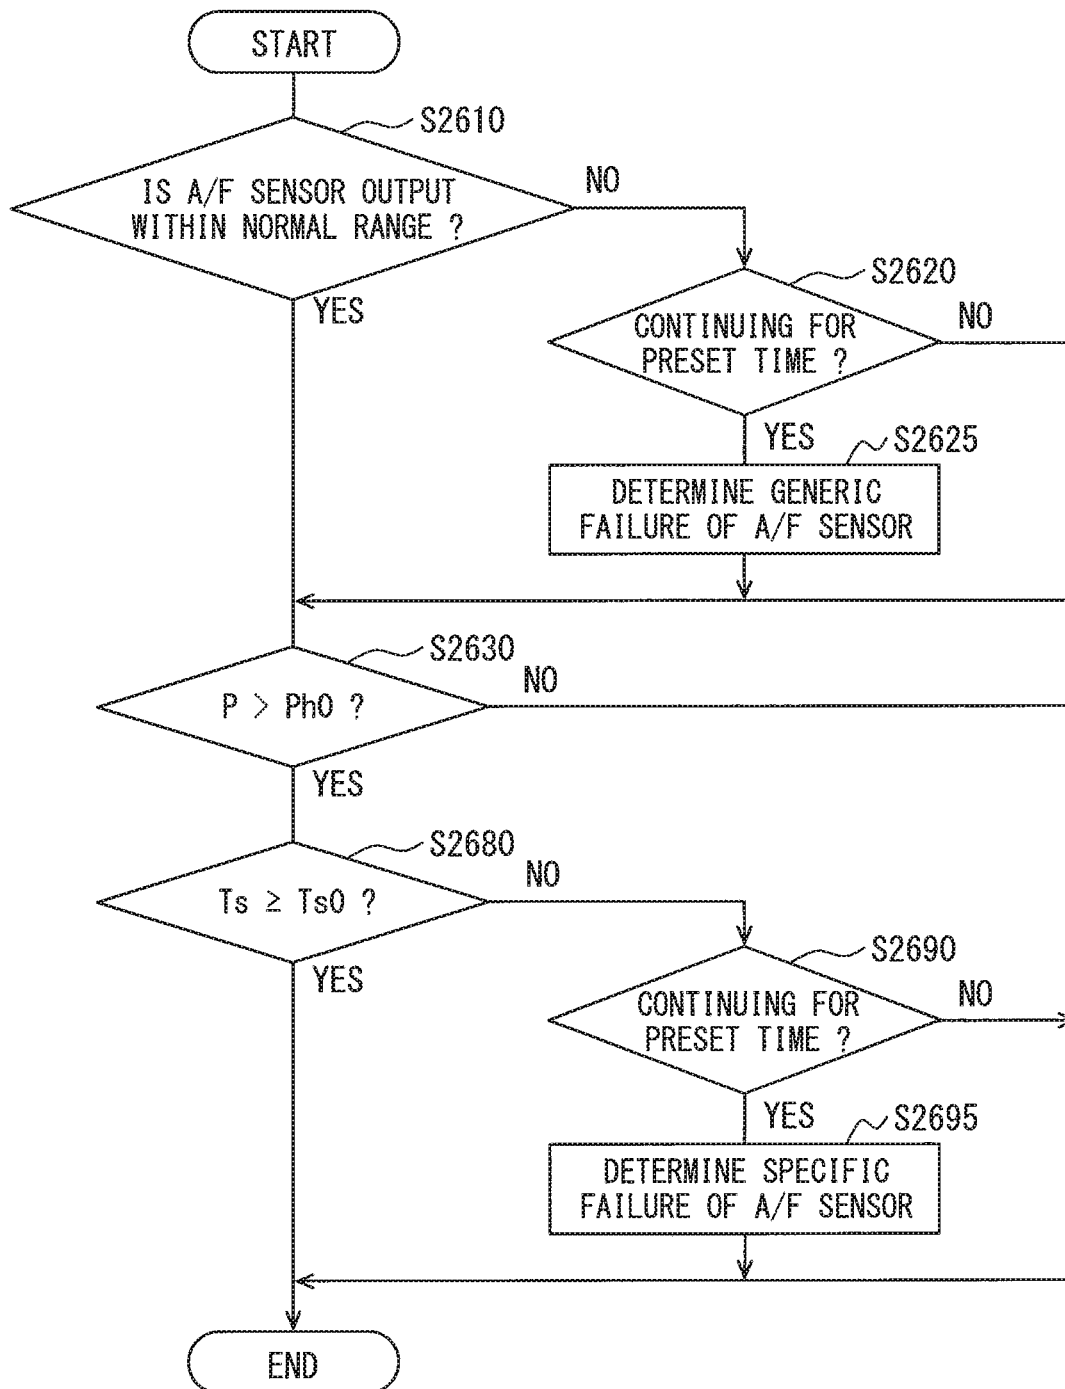 START
S2610
IS A/F SENSOR OUTPUT
WITHIN NORMAL RANGE ?
NO
YES
S2620
CONTINUING FOR
PRESET TIME ?
NO
YES
S2625
DETERMINE GENERIC
FAILURE OF A/F SENSOR
S2630
P > Ph0 ?
NO
YES
S2680
Ts ≥ Ts0 ?
NO
YES
S2690
CONTINUING FOR
PRESET TIME ?
NO
YES
S2695
DETERMINE SPECIFIC
FAILURE OF A/F SENSOR
END